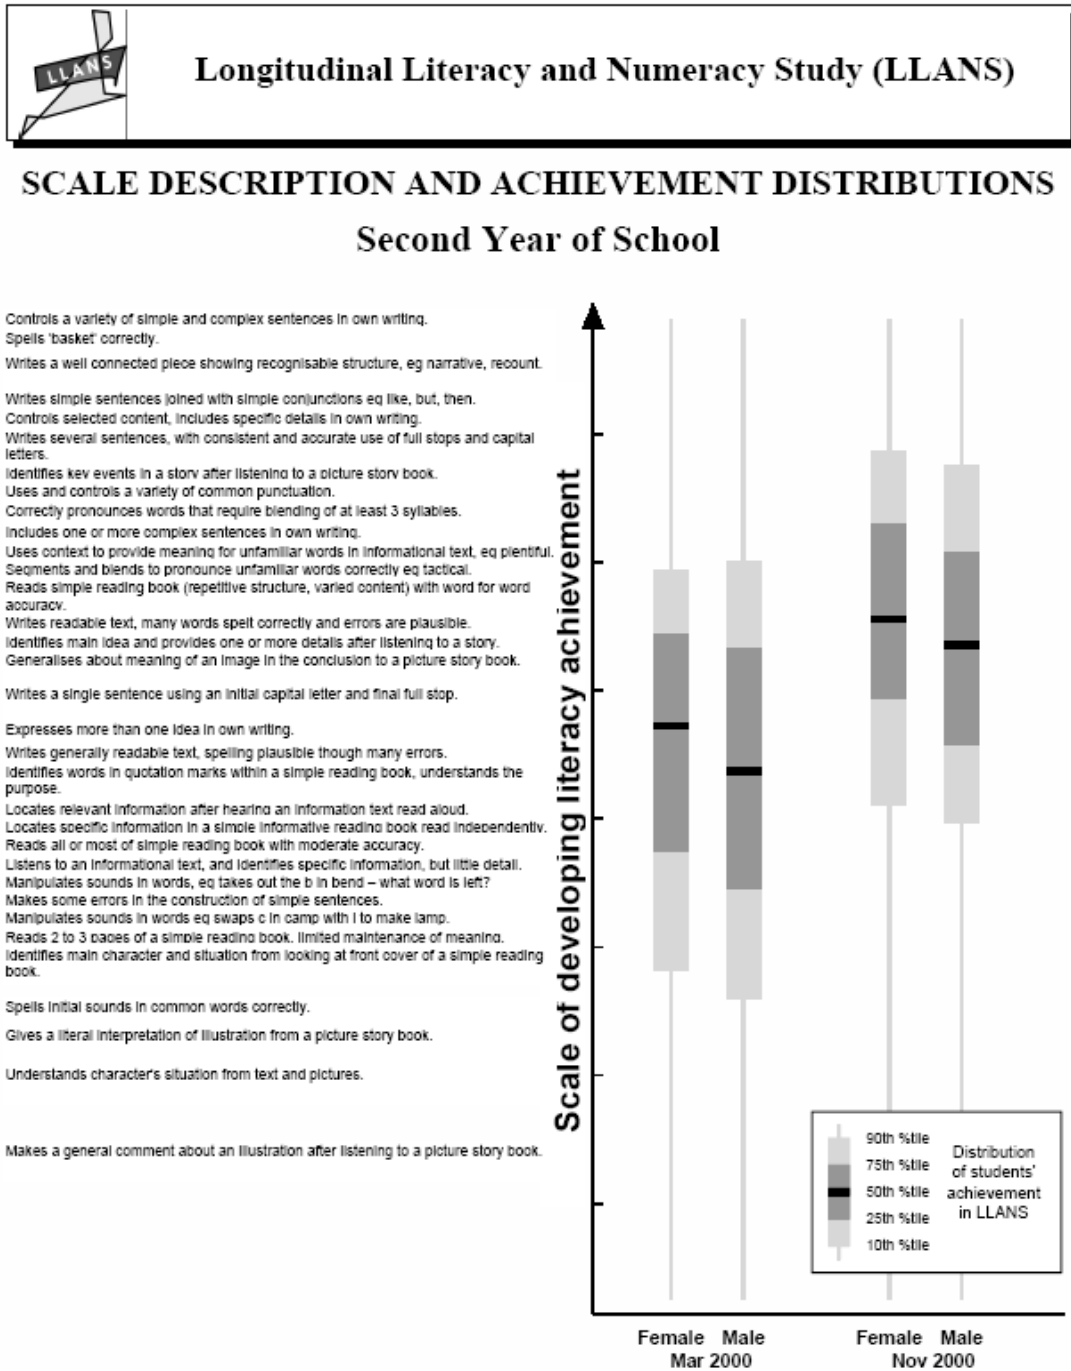 LLANS
Longitudinal Literacy and Numeracy Study (LLANS)
SCALE DESCRIPTION AND ACHIEVEMENT DISTRIBUTIONS
Second Year of School
Controls a variety of simple and complex sentences in own writing.
Spells 'basket' correctly.
Writes a well connected piece showing recognisable structure, eg narrative, recount.
Writes simple sentences joined with simple conjunctions eg like, but, then.
Controls selected content, includes specific details in own writing.
Writes several sentences, with consistent and accurate use of full stops and capital
letters.
Identifies key events in a story after listening to a picture story book.
Uses and controls a variety of common punctuation.
Correctly pronounces words that require blending of at least 3 syllables.
Includes one or more complex sentences in own writing.
Uses context to provide meaning for unfamiliar words in informational text, eg plentiful.
Segments and blends to pronounce unfamiliar words correctly eg tactical.
Reads simple reading book (repetitive structure, varied content) with word for word
accuracy.
Writes readable text, many words spelt correctly and errors are plausible.
Identifies main idea and provides one or more details after listening to a story.
Generalises about meaning of an image in the conclusion to a picture story book.
Writes a single sentence using an initial capital letter and final full stop.
Expresses more than one idea in own writing.
Writes generally readable text, spelling plausible though many errors.
Identifies words in quotation marks within a simple reading book, understands the
purpose.
Locates relevant information after hearing an information text read aloud.
Locates specific information in a simple informative reading book read independently.
Reads all or most of simple reading book with moderate accuracy.
Listens to an informational text, and identifies specific information, but little detail.
Manipulates sounds in words, eg takes out the b in bend – what word is left?
Makes some errors in the construction of simple sentences.
Manipulates sounds in words eg swaps c in camp with l to make lamp.
Reads 2 to 3 pages of a simple reading book. limited maintenance of meaning.
Identifies main character and situation from looking at front cover of a simple reading
book.
Spells initial sounds in common words correctly.
Gives a literal interpretation of illustration from a picture story book.
Understands character's situation from text and pictures.
Makes a general comment about an illustration after listening to a picture story book.
Scale of developing literacy achievement
90th %tile
75th %tile
50th %tile
25th %tile
10th %tile
Distribution
of students'
achievement
in LLANS
Female Male Female Male
Mar 2000 Nov 2000